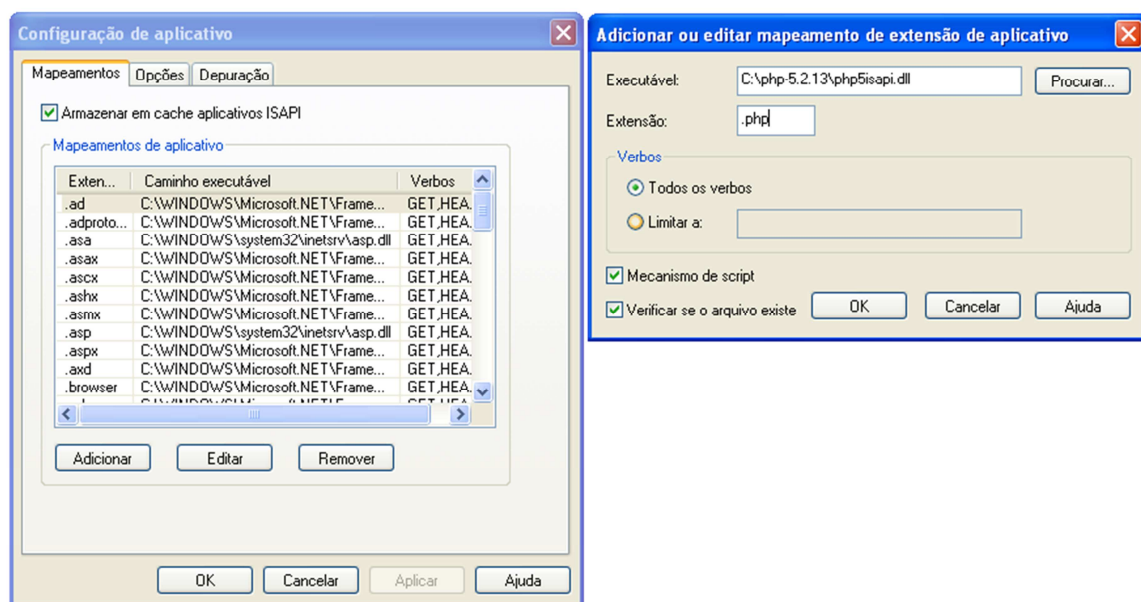 Configuração de aplicativo
Mapeamentos Opções Depuração
Armazenar em cache aplicativos ISAPI
Mapeamentos de aplicativo
Exten... Caminho executável Verbos
.ad C:\WINDOWS\Microsoft.NET\Frame... GET,HEA.
.adproto... C:\WINDOWS\Microsoft.NET\Frame... GET,HEA.
.asa C:\WINDOWS\system32\inetsrv\asp.dll GET,HEA.
.asax C:\WINDOWS\Microsoft.NET\Frame... GET,HEA.
.ascx C:\WINDOWS\Microsoft.NET\Frame... GET,HEA.
.ashx C:\WINDOWS\Microsoft.NET\Frame... GET,HEA.
.asmx C:\WINDOWS\Microsoft.NET\Frame... GET,HEA.
.asp C:\WINDOWS\system32\inetsrv\asp.dll GET,HEA.
.aspx C:\WINDOWS\Microsoft.NET\Frame... GET,HEA.
.axd C:\WINDOWS\Microsoft.NET\Frame... GET,HEA.
.browser C:\WINDOWS\Microsoft.NET\Frame... GET,HEA.
Adicionar Editar Remover
OK Cancelar Aplicar Ajuda
Adicionar ou editar mapeamento de extensão de aplicativo
Executável: C:\php-5.2.13\php5isapi.dll Procurar...
Extensão: .php
Verbos
Todos os verbos
Limitar a:
Mecanismo de script
Verificar se o arquivo existe OK Cancelar Ajuda